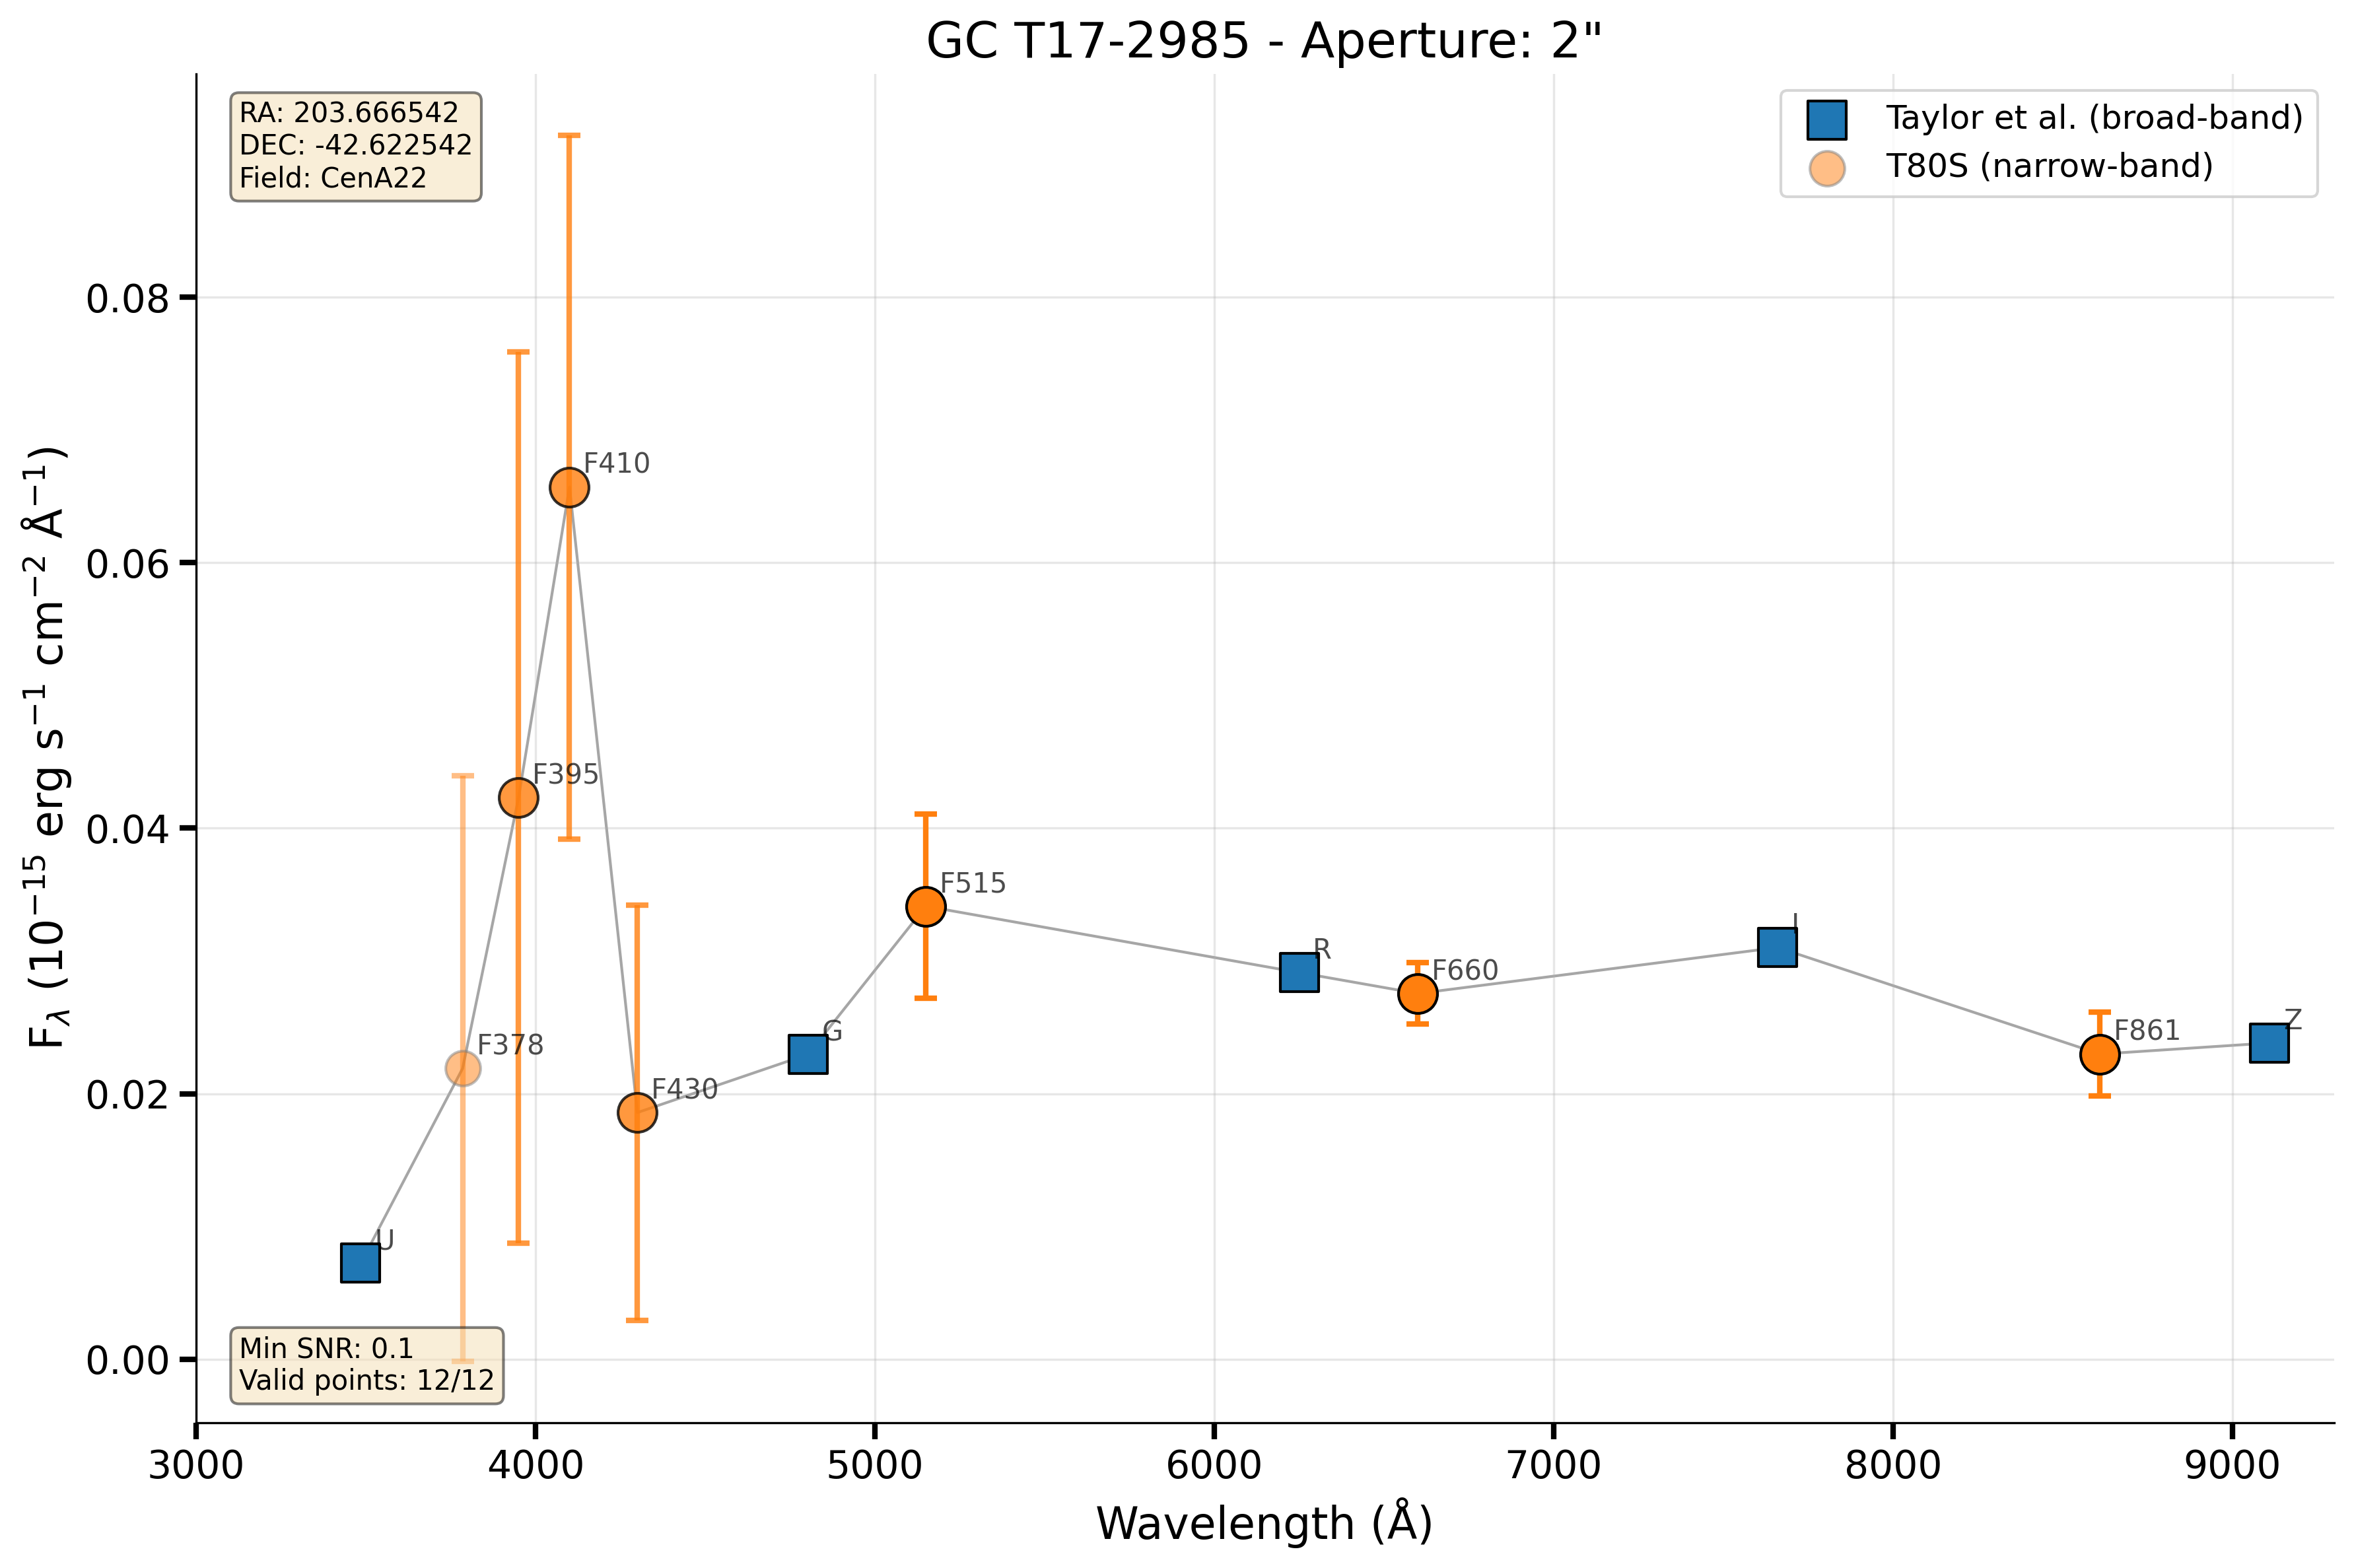 GC T17-2985 - Aperture: 2"
RA: 203.666542
DEC: -42.622542
Field: CenA22
Taylor et al. (broad-band)
T80S (narrow-band)
F410
F395
F378
F430
F515
G
U
R
F660
I
F861
Z
0.08
0.06
0.04
0.02
0.00
F_λ (10⁻¹⁵ erg s⁻¹ cm⁻² Å⁻¹)
Min SNR: 0.1
Valid points: 12/12
3000 4000 5000 6000 7000 8000 9000
Wavelength (Å)